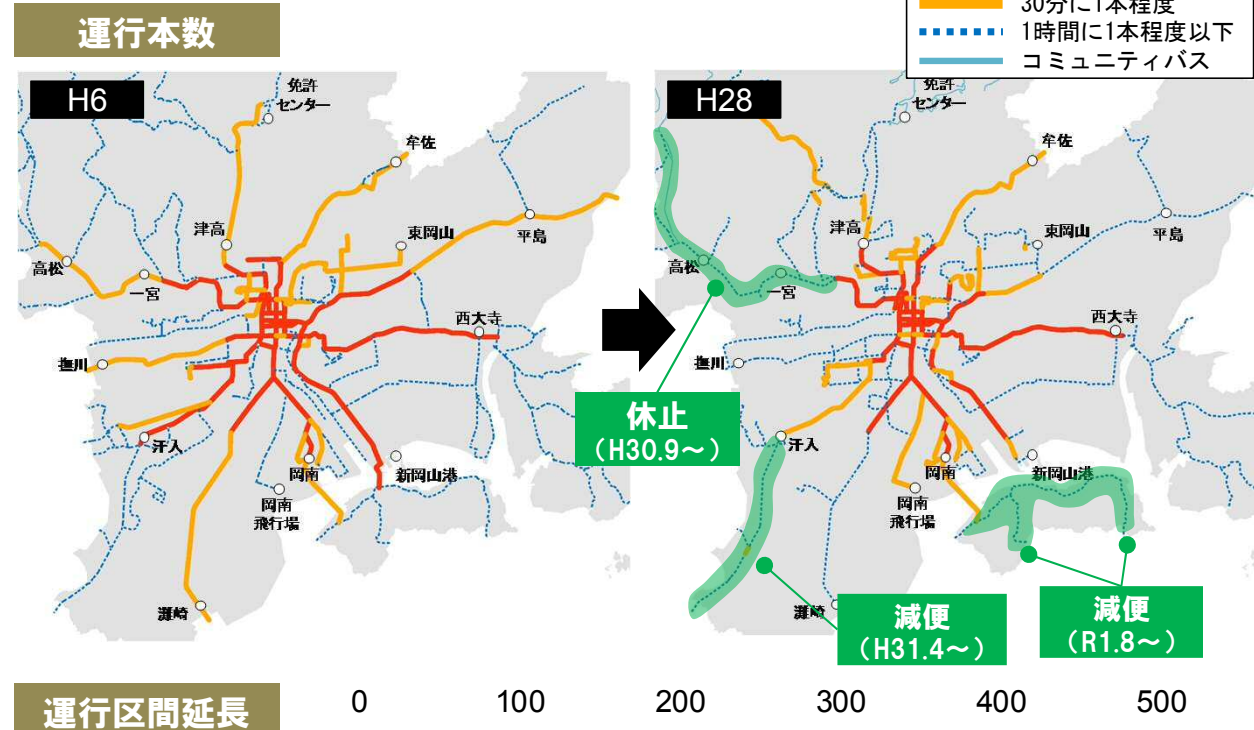 運行本数
30分に1本程度
1時間に1本程度以下
コミュニティバス
H6
免許
センター
牟佐
津高
東岡山
平島
高松
一宮
西大寺
撫川
汗入
岡南
新岡山港
岡南
飛行場
灘崎
H28
免許
センター
牟佐
津高
東岡山
平島
高松
一宮
西大寺
撫川
休止
(H30.9～)
汗入
岡南
新岡山港
岡南
飛行場
灘崎
減便
(H31.4～)
減便
(R1.8～)
運行区間延長
0 100 200 300 400 500